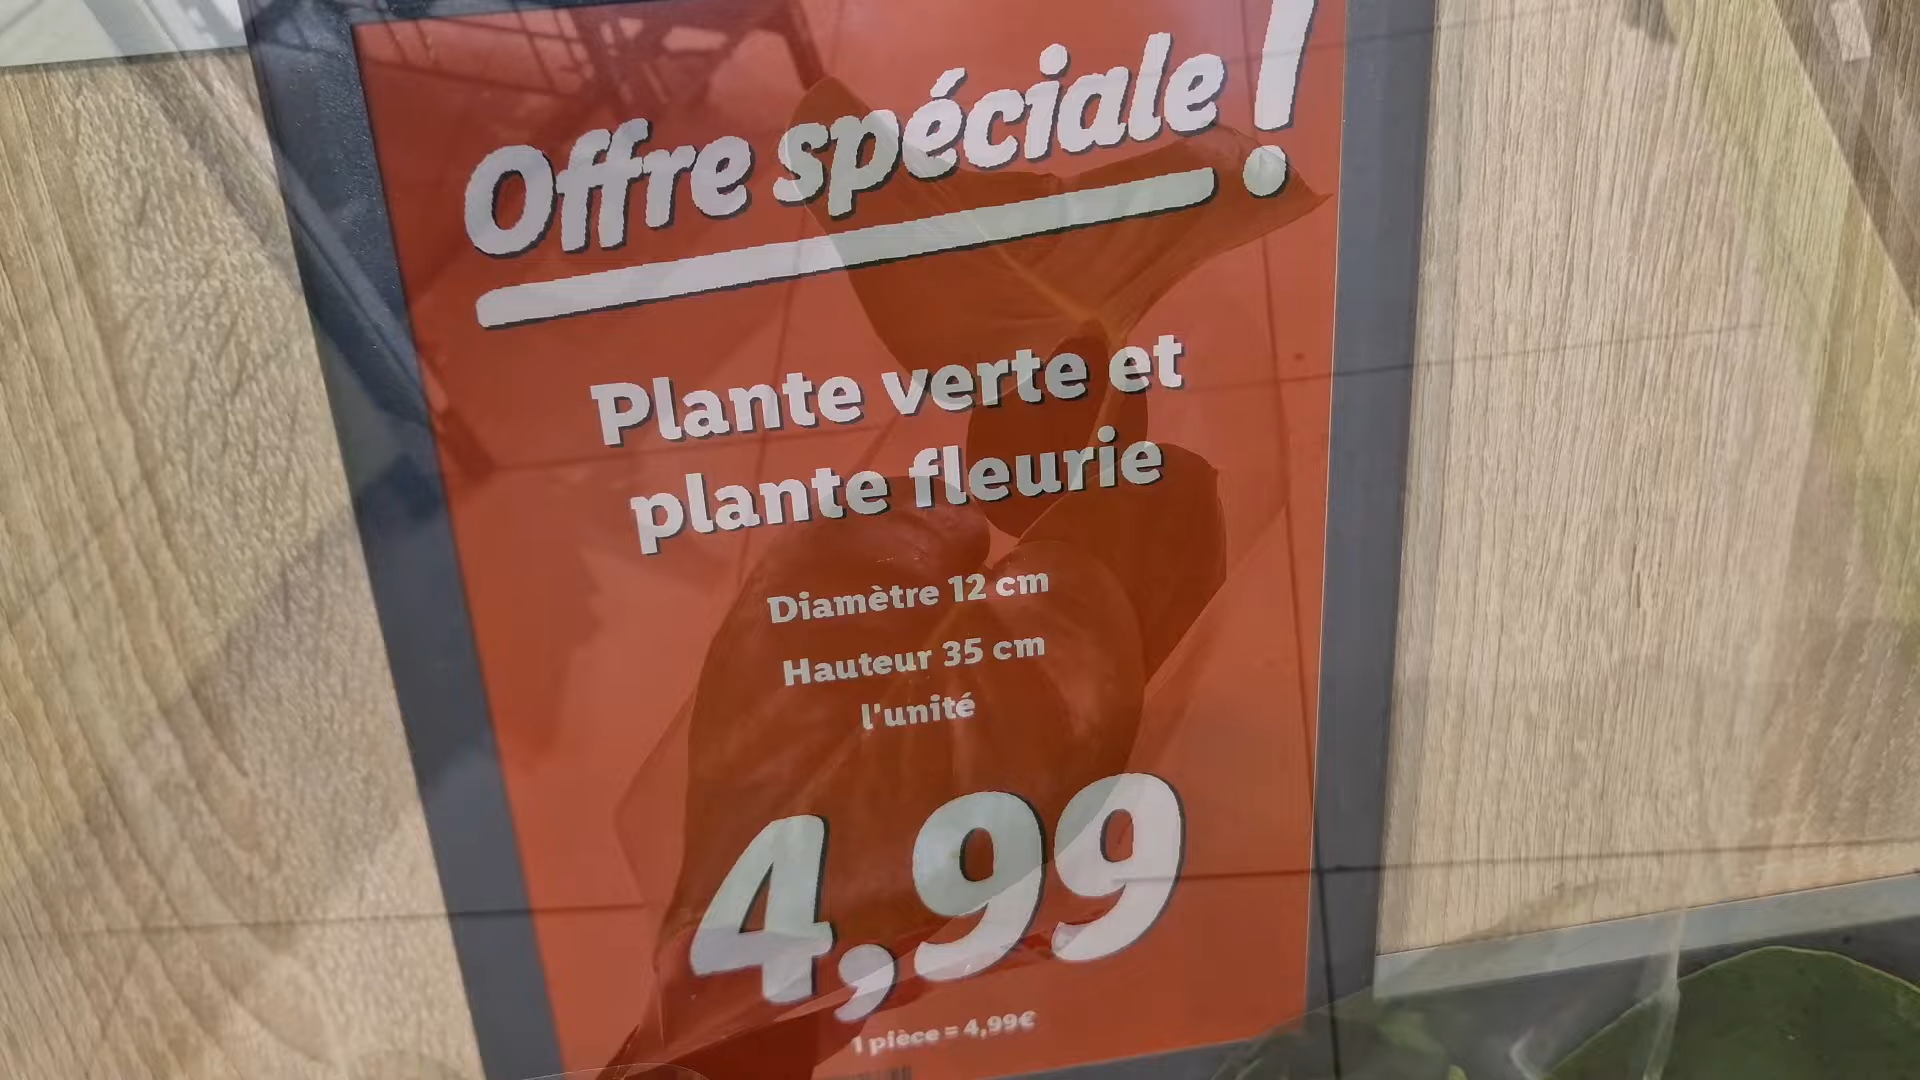 Offre spéciale !
Plante verte et
plante fleurie
Diamètre 12 cm
Hauteur 35 cm
l'unité
4,99
1 pièce = 4,99€